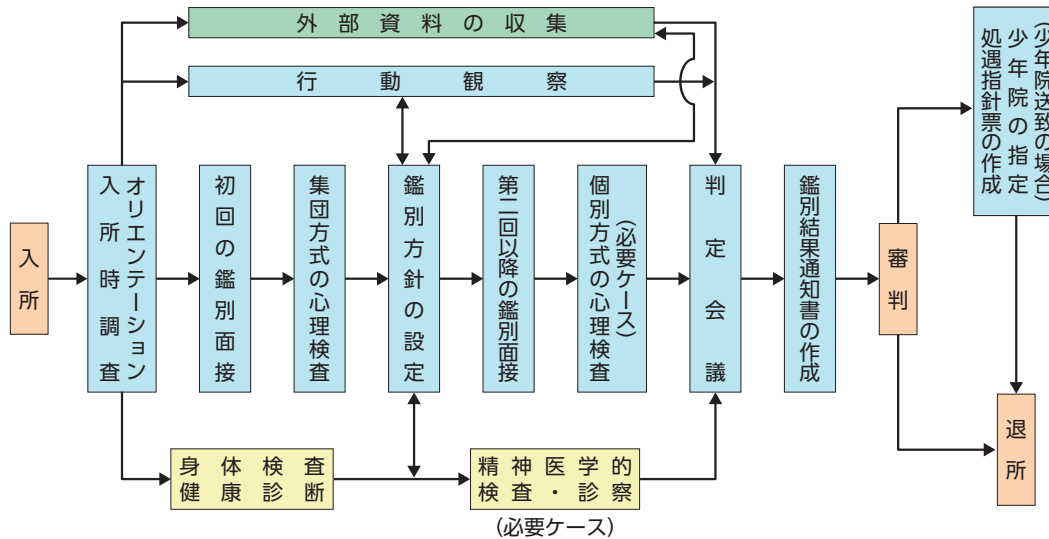 外部資料の収集
行動観察
入所
オリエンテーション
入所時調査
初回の鑑別面接
集団方式の心理検査
鑑別方針の設定
第二回以降の鑑別面接
(必要ケース)
個別方式の心理検査
判定会議
鑑別結果通知書の作成
審判
(少年院送致の場合)
少年院の指定
処遇指針票の作成
退所
身体検査
健康診断
精神医学的
検査・診察
(必要ケース)